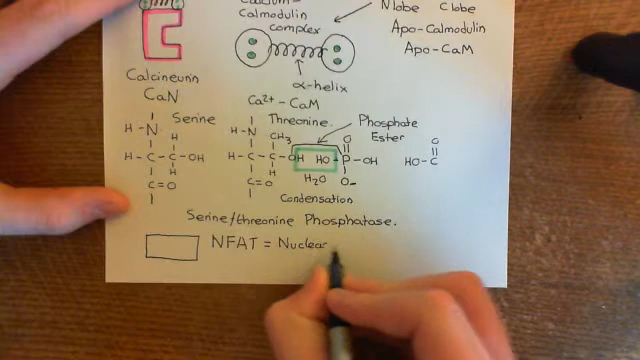 Calcium-
Calmodulin
complex
N lobe C lobe
Apo-Calmodulin
Apo-CaM
Calcineurin
CaN
α-helix
Ca2+ - CaM
Serine
Threonine
Phosphate
Ester
H - N
H
H - C - C - OH
H
C = O
H - N
CH3
H - C - C - OH HO - P - OH
O
O-
H
C = O
H2O
Condensation
O
HO - C
Serine/threonine Phosphatase.
NFAT = Nuclear